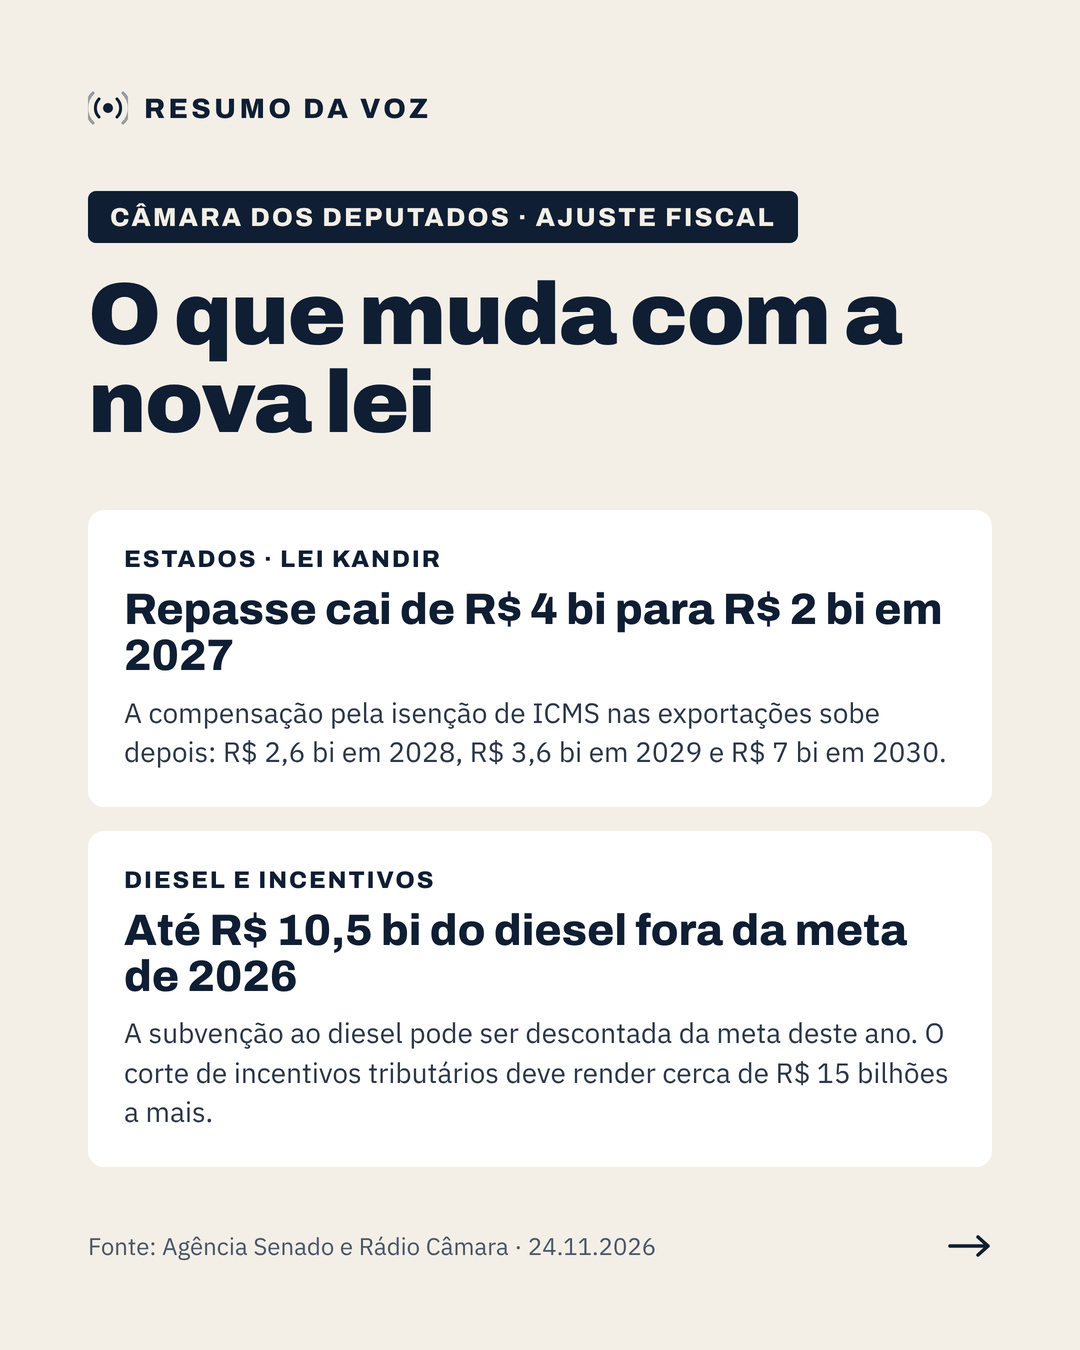 RESUMO DA VOZ
CÂMARA DOS DEPUTADOS · AJUSTE FISCAL
O que muda com a
nova lei
ESTADOS · LEI KANDIR
Repasse cai de R$ 4 bi para R$ 2 bi em
2027
A compensação pela isenção de ICMS nas exportações sobe
depois: R$ 2,6 bi em 2028, R$ 3,6 bi em 2029 e R$ 7 bi em 2030.
DIESEL E INCENTIVOS
Até R$ 10,5 bi do diesel fora da meta
de 2026
A subvenção ao diesel pode ser descontada da meta deste ano. O
corte de incentivos tributários deve render cerca de R$ 15 bilhões
a mais.
Fonte: Agência Senado e Rádio Câmara · 24.11.2026